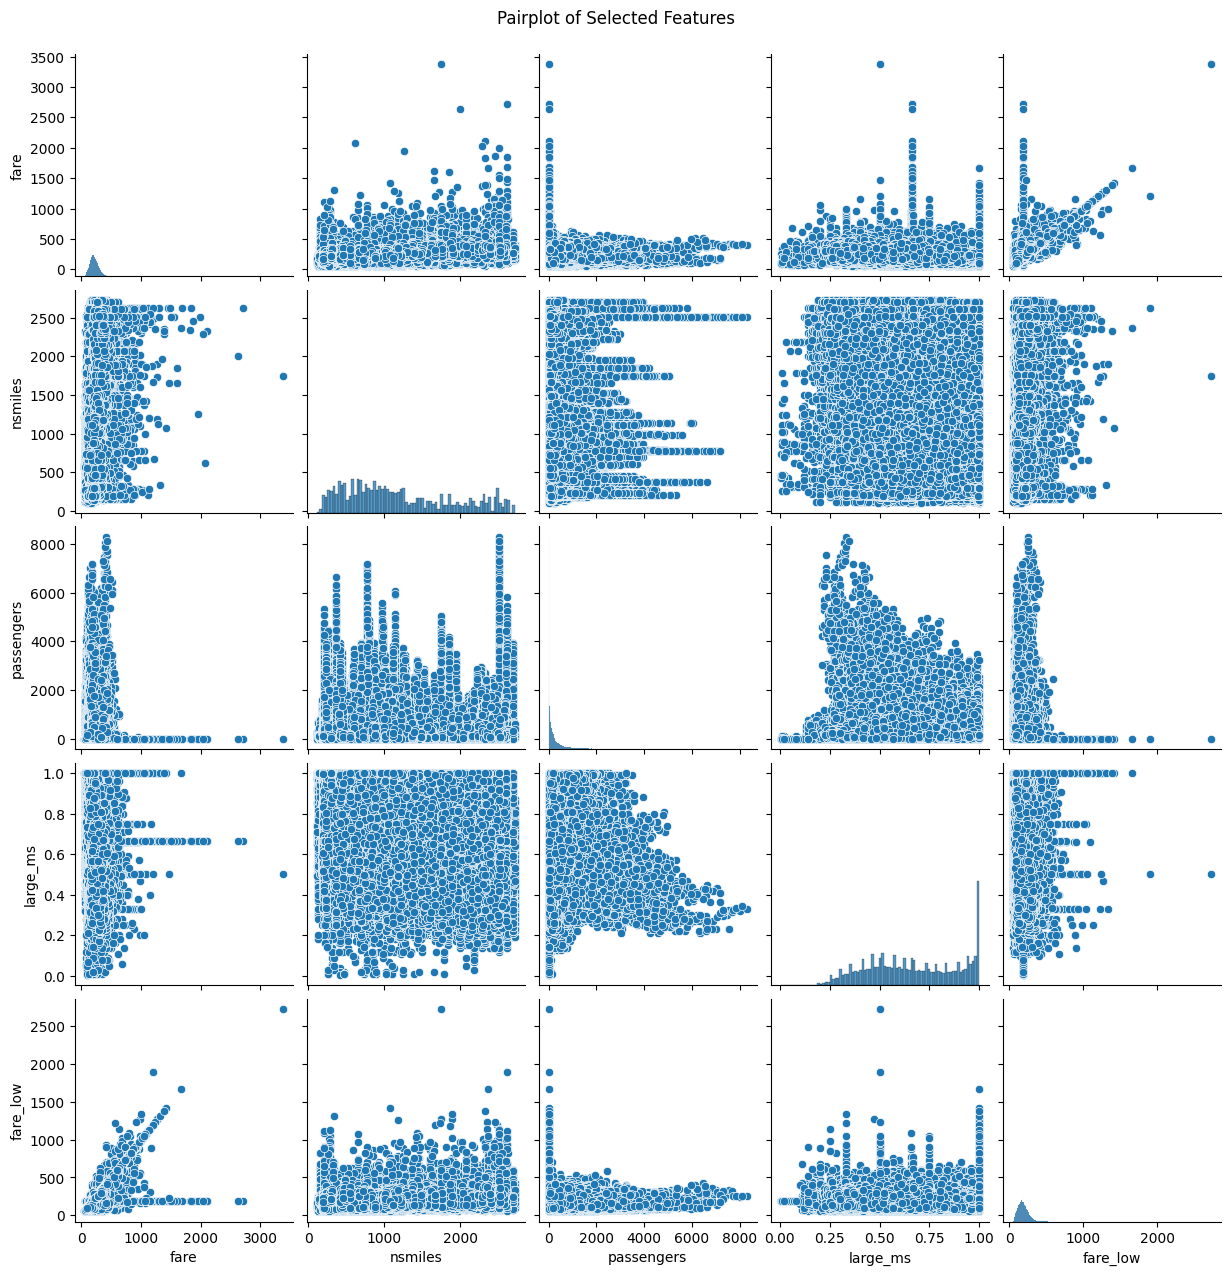 Pairplot of Selected Features
3500
3000
2500
2000
1500
1000
500
0
fare
2500
2000
1500
1000
500
0
nsmiles
8000
6000
4000
2000
0
passengers
1.0
0.8
0.6
0.4
0.2
0.0
large_ms
2500
2000
1500
1000
500
0
fare_low
0 1000 2000 3000
0 1000 2000
0 2000 4000 6000 8000
0.00 0.25 0.50 0.75 1.00
0 1000 2000
fare nsmiles passengers large_ms fare_low